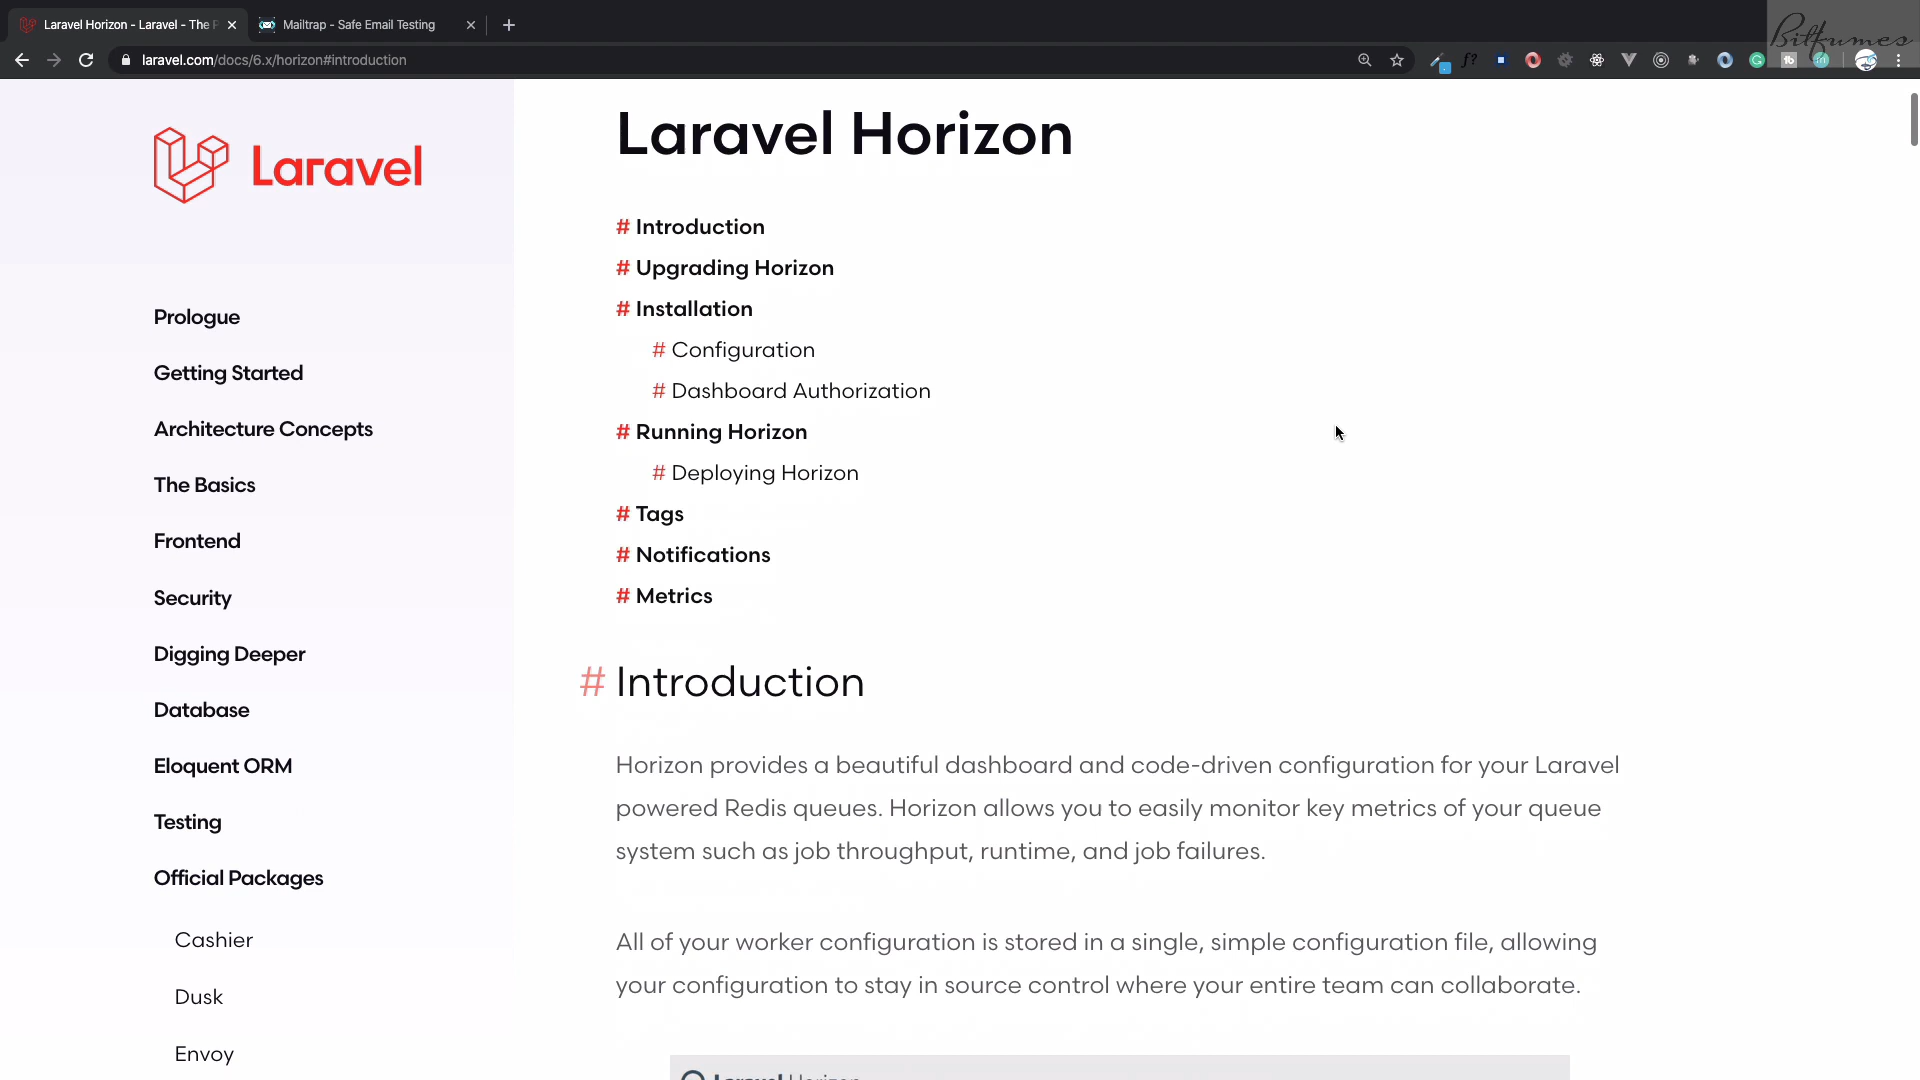 Laravel Horizon - Laravel - The P
Mailtrap - Safe Email Testing
Bitfumes
laravel.com/docs/6.x/horizon#introduction
Laravel
Prologue
Getting Started
Architecture Concepts
The Basics
Frontend
Security
Digging Deeper
Database
Eloquent ORM
Testing
Official Packages
Cashier
Dusk
Envoy
Laravel Horizon
# Introduction
# Upgrading Horizon
# Installation
# Configuration
# Dashboard Authorization
# Running Horizon
# Deploying Horizon
# Tags
# Notifications
# Metrics
# Introduction
Horizon provides a beautiful dashboard and code-driven configuration for your Laravel
powered Redis queues. Horizon allows you to easily monitor key metrics of your queue
system such as job throughput, runtime, and job failures.
All of your worker configuration is stored in a single, simple configuration file, allowing
your configuration to stay in source control where your entire team can collaborate.
Laravel Horizon